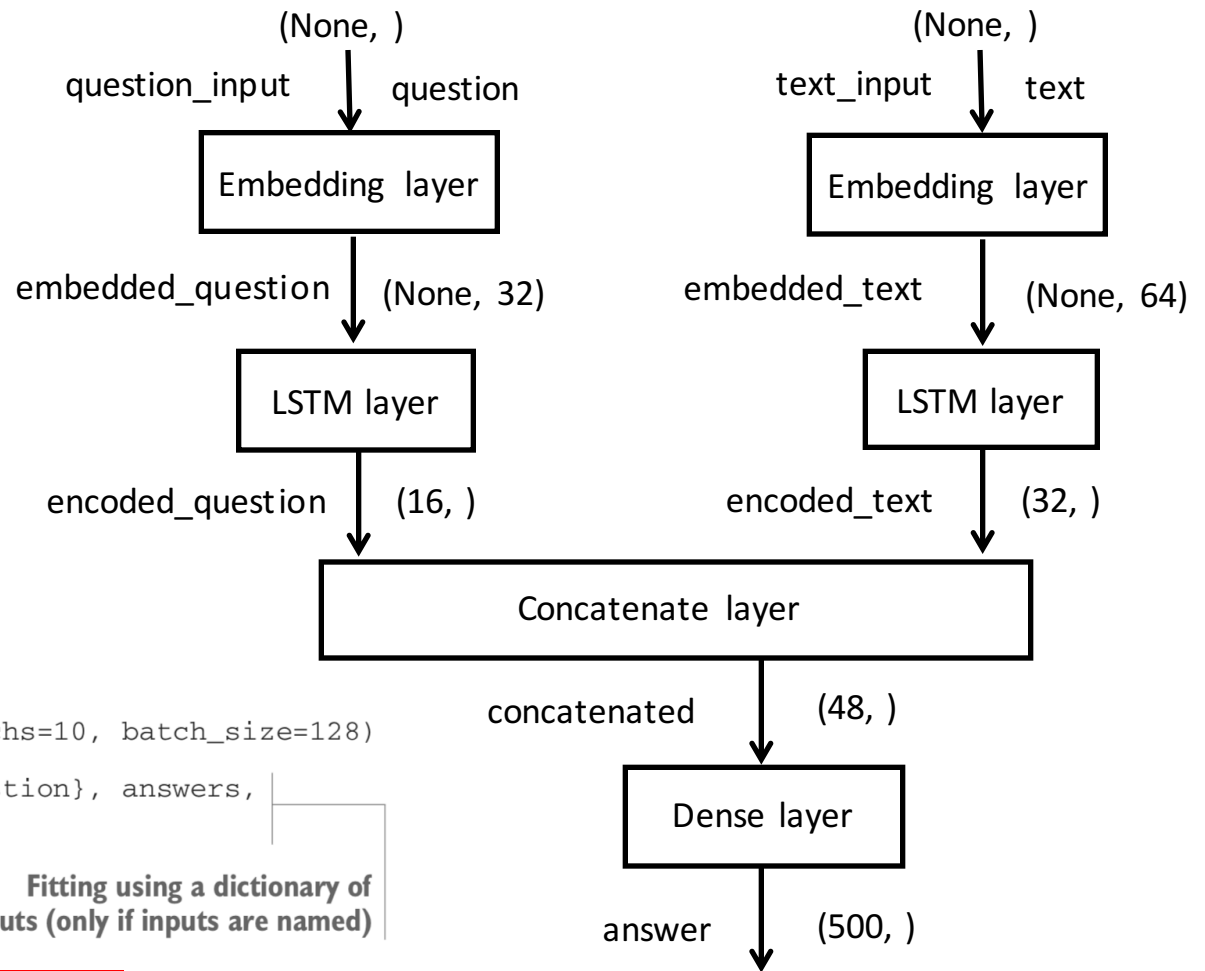 (None, )
(None, )
question_input
question
text_input
text
Embedding layer
Embedding layer
embedded_question
(None, 32)
embedded_text
(None, 64)
LSTM layer
LSTM layer
encoded_question
(16, )
encoded_text
(32, )
Concatenate layer
concatenated
(48, )
hs=10, batch_size=128)
tion}, answers,
Dense layer
Fitting using a dictionary of
uts (only if inputs are named)
answer
(500, )